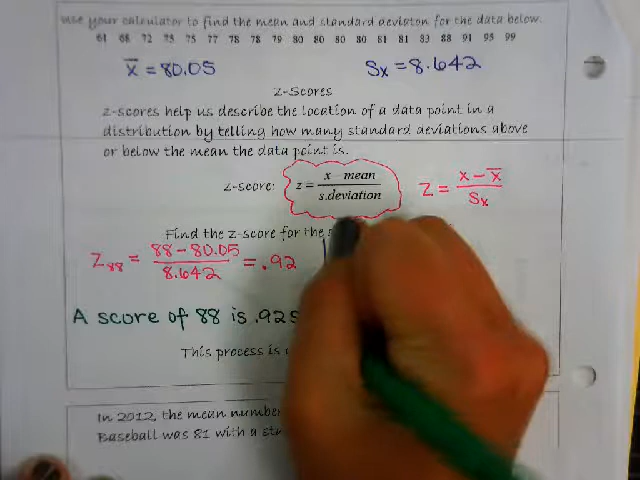 use your calculator to find the mean and standard deviation for the data below.
61 68 72 75 75 77 78 78 79 80 80 80 80 81 81 83 88 91 95 99
x̅ = 80.05 Sx = 8.642
z-Scores
z-scores help us describe the location of a data point in a
distribution by telling how many standard deviations above
or below the mean the data point is.
z-score: z = (x - mean) / s.deviation z = (x - x̅) / Sx
Find the z-score for the
Z88 = (88 - 80.05) / 8.642 = .92
A score of 88 is .92
This process is
In 2012, the mean
Baseball was 81 with a